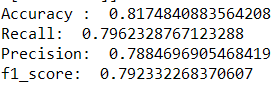 Accuracy :  0.8174840883564208
Recall:  0.7962328767123288
Precision:  0.7884696905468419
f1_score:  0.792332268370607